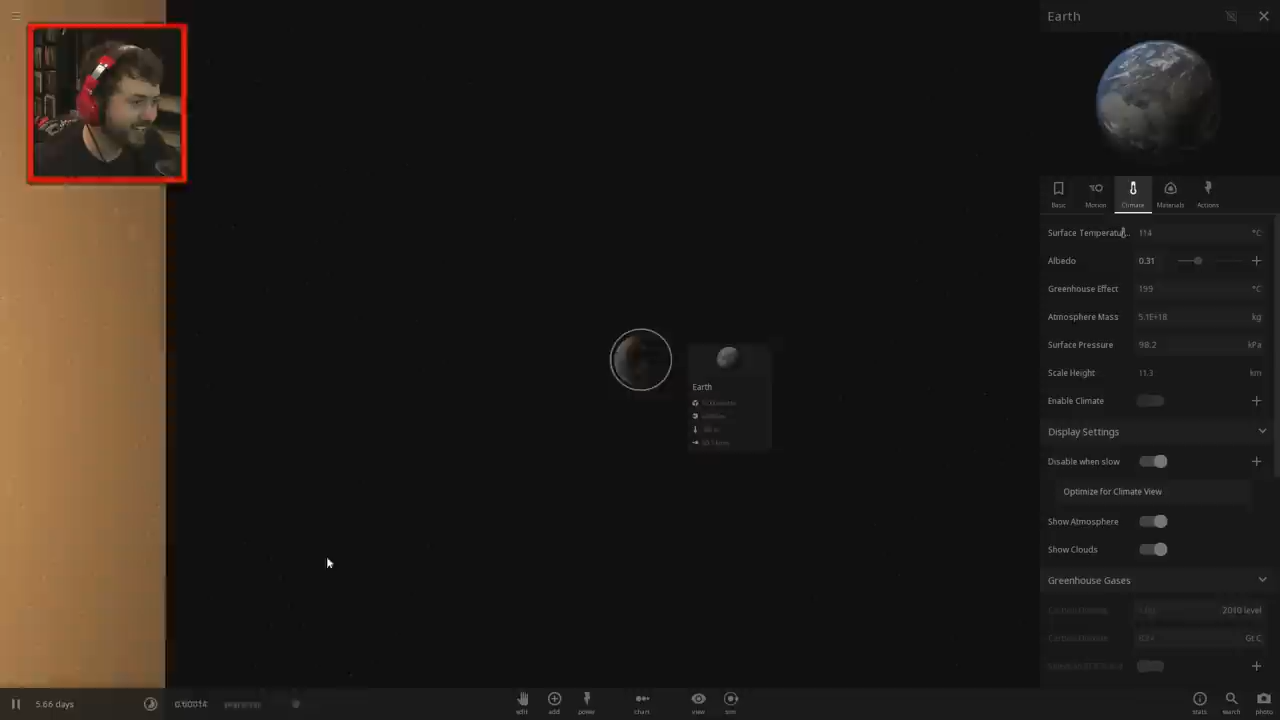 Earth
Basic
Motion
Climate
Materials
Actions
Surface Temperatu... 114 °C
Albedo 0.31
Greenhouse Effect 199 °C
Atmosphere Mass 5.1E+18 kg
Surface Pressure 98.2 kPa
Scale Height 11.3 km
Enable Climate
Display Settings
Disable when slow
Optimize for Climate View
Show Atmosphere
Show Clouds
Greenhouse Gases
2010 level
Gt C
Earth
5.66 days
edit
add
power
chart
view
sim
stats
search
photo